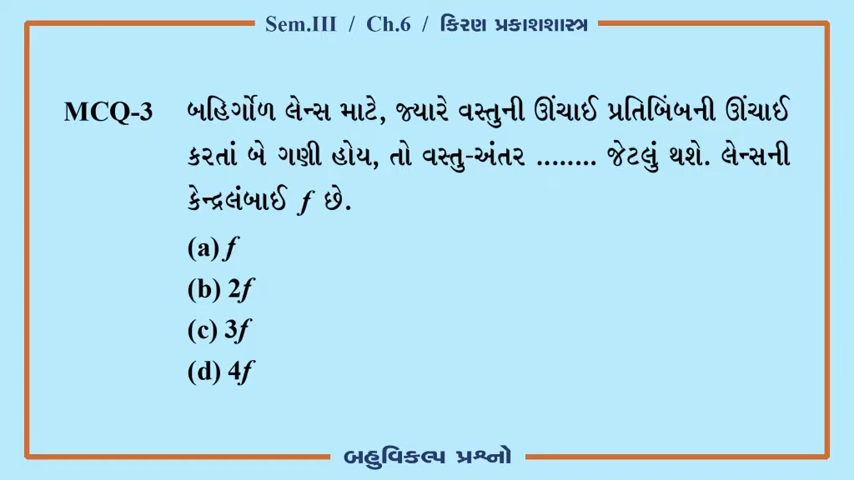 Sem.III / Ch.6 / કિરણ પ્રકાશશાસ્ત્ર
MCQ-3 બહિર્ગોળ લેન્સ માટે, જ્યારે વસ્તુની ઊંચાઈ પ્રતિબિંબની ઊંચાઈ
કરતાં બે ગણી હોય, તો વસ્તુ-અંતર ........ જેટલું થશે. લેન્સની
કેન્દ્રલંબાઈ f છે.
(a) f
(b) 2f
(c) 3f
(d) 4f
બહુવિકલ્પ પ્રશ્નો